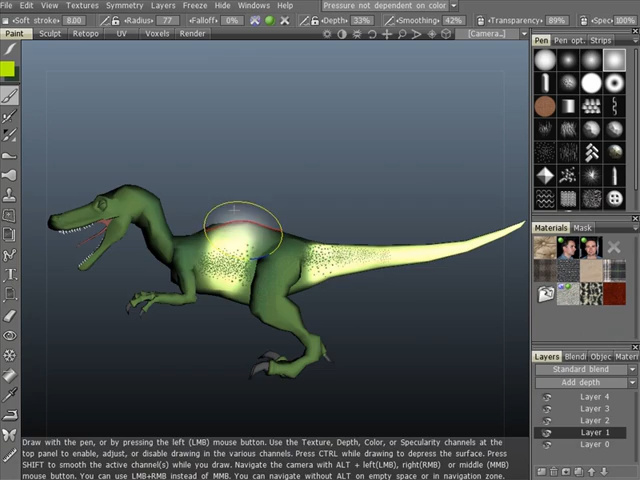 File Edit View Textures Symmetry Layers Freeze Hide Windows
Pressure not dependent on color
Soft stroke: 8.00 Radius: 77 Falloff: 0% Depth: 33% Smoothing: 42% Transparency: 89% Spec: 100%
Paint Sculpt Retopo UV Voxels Render [Camera...]
Pen Pen opt. Strips
Materials Mask
Layers Blendi Objec Materi
Standard blend
Add depth
Layer 4
Layer 3
Layer 2
Layer 1
Layer 0
Draw with the pen, or by pressing the left (LMB) mouse button. Use the Texture, Depth, Color, or Specularity channels at the
top panel to enable, adjust, or disable drawing in the various channels. Press CTRL while drawing to depress the surface. Press
SHIFT to smooth the active channel(s) while you draw. Navigate the camera with ALT + left(LMB), right(RMB) or middle (MMB)
mouse button. You can use LMB+RMB instead of MMB. You can navigate without ALT on empty space or in navigation zone.